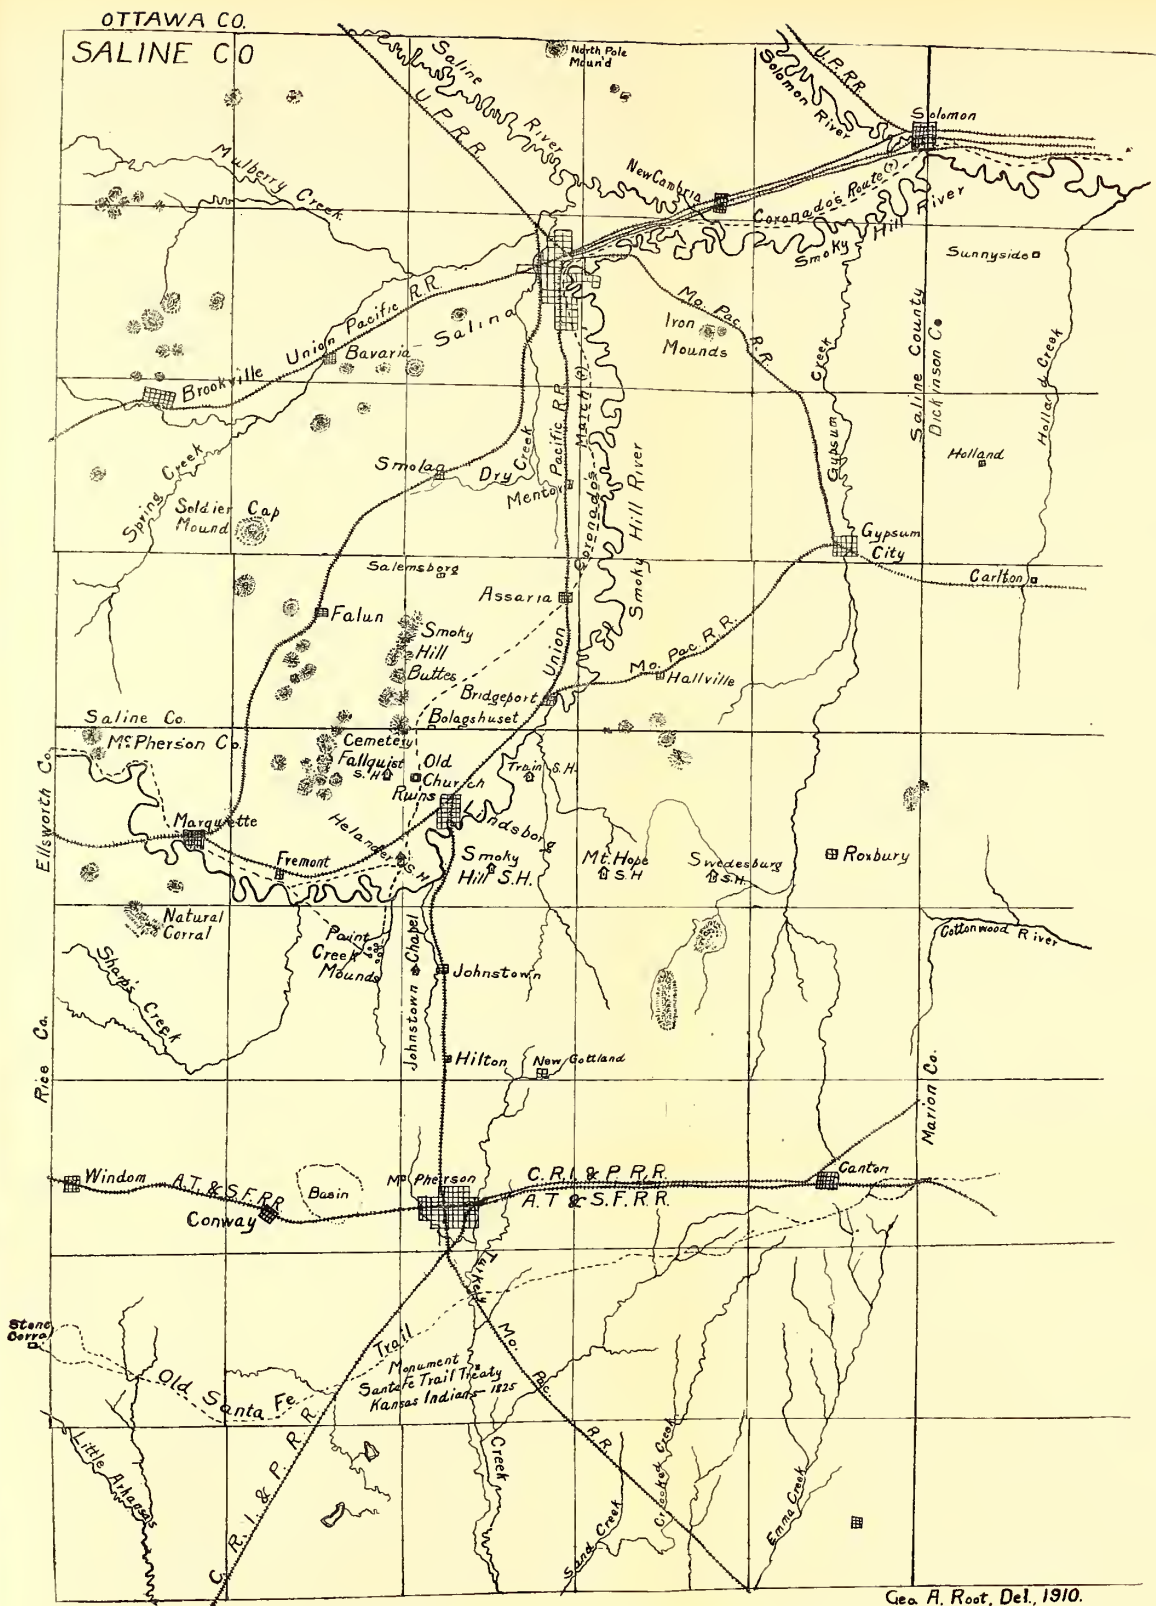 OTTAWA CO.
SALINE CO
North Pole
Mound
Saline
River
U. P. R. R.
U. P. RR.
Solomon River
Solomon
Mulberry Creek
New Cambria
Coronado's Route (?)
Smoky Hill River
Sunnyside
Union Pacific R.R.
Salina
Bavaria
Brookville
Mo. Pac. R.R
Iron
Mounds
Gypsum Creek
Saline County
Dickinson Co
Holland Creek
Holland
Spring Creek
Smolan
Dry Creek
Mentor
Pacific R.R.
Coronado's March (?)
Smoky Hill River
Soldier Cap
Mound
Gypsum
City
Carlton
Salemsborg
Assaria
Falun
Smoky
Hill
Buttes
Union
Mo. Pac R.R.
Hallville
Bridgeport
Bolagshuset
Saline Co.
McPherson Co.
Cemetery
Fallquist
S.H
Old
Church
Ruins
Train S.H.
Ellsworth Co.
Marquette
Helander S.H
Lindsborg
Fremont
Smoky
Hill S.H.
Mt. Hope
S.H
Swedesburg
S.H.
Roxbury
Natural
Corral
Paint
Creek
Mounds
Johnstown Chapel
Johnstown
Cottonwood River
Sharps Creek
Rice Co.
Hilton
New Gottland
Marion Co.
Windom
A.T. & S.F. R R
Conway
Basin
McPherson
C. R.I. & P. R. R.
A. T & S. F. R R.
Canton
Turkey
Stone
Corral
Old Santa Fe Trail
Monument
Santa Fe Trail Treaty
Kansas Indians – 1825
Mo. Pac. R.R.
Little Arkansas
C. R. I. & P. R. R.
Creek
Sand Creek
Crooked Creek
Emma Creek
Geo. A. Root, Del., 1910.